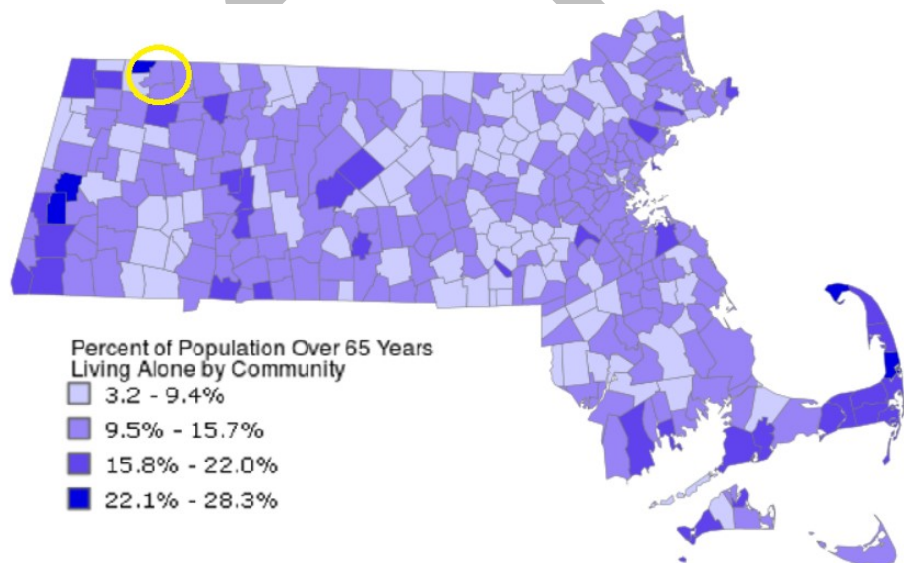 Percent of Population Over 65 Years
Living Alone by Community
3.2 - 9.4%
9.5% - 15.7%
15.8% - 22.0%
22.1% - 28.3%